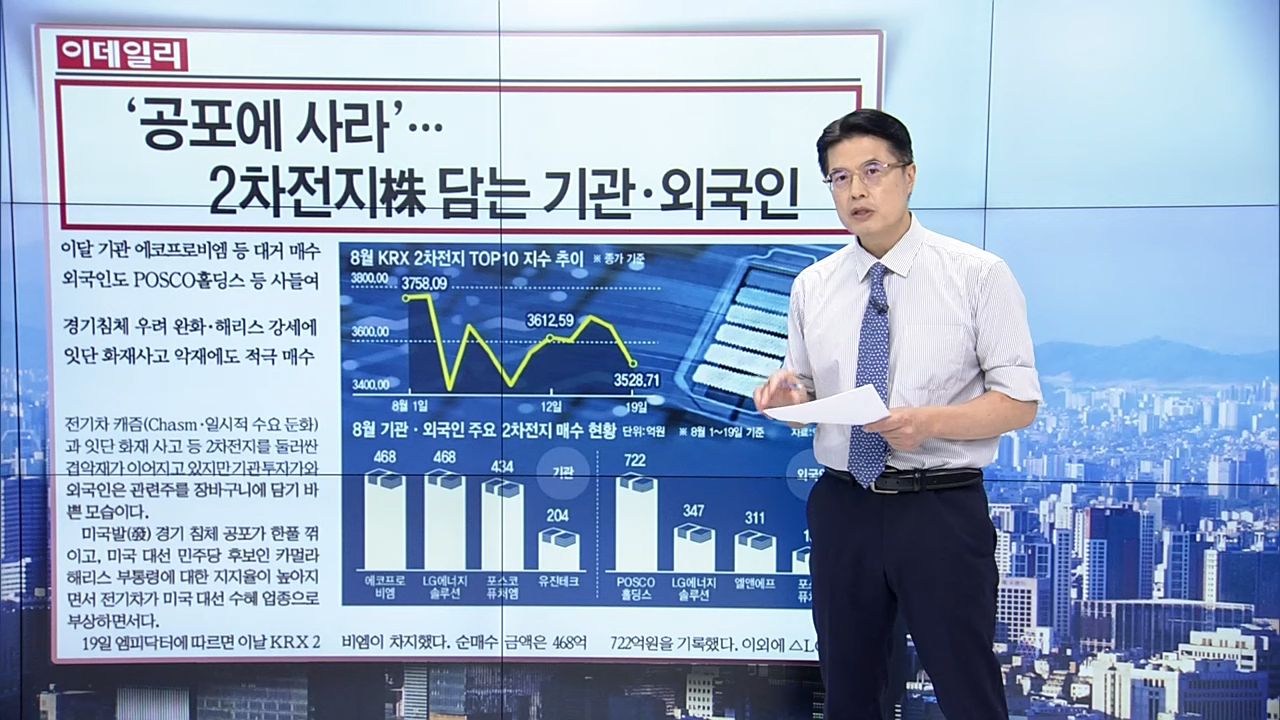 이데일리
‘공포에 사라’…
2차전지株 담는 기관·외국인
이달 기관 에코프로비엠 등 대거 매수
외국인도 POSCO홀딩스 등 사들여
경기침체 우려 완화·해리스 강세에
잇단 화재사고 악재에도 적극 매수
전기차 캐즘(Chasm·일시적 수요 둔화)
과 잇단 화재 사고 등 2차전지를 둘러싼
겹악재가 이어지고 있지만 기관투자가와
외국인은 관련주를 장바구니에 담기 바
쁜 모습이다.
미국발(發) 경기 침체 공포가 한풀 꺾
이고, 미국 대선 민주당 후보인 카멀라
해리스 부통령에 대한 지지율이 높아지
면서 전기차가 미국 대선 수혜 업종으로
부상하면서다.
19일 엠피닥터에 따르면 이날 KRX 2
8월 KRX 2차전지 TOP10 지수 추이 ※ 종가 기준
3800.00
3758.09
3600.00
3612.59
3400.00
3528.71
8월 1일
12일
19일
8월 기관·외국인 주요 2차전지 매수 현황 단위:억원 ※ 8월 1~19일 기준
기관
468
468
434
204
722
347
311
에코프로
비엠
LG에너지
솔루션
포스코
퓨처엠
유진테크
POSCO
홀딩스
LG에너지
솔루션
엘앤에프
비엠이 차지했다. 순매수 금액은 468억
722억원을 기록했다. 이외에 △L